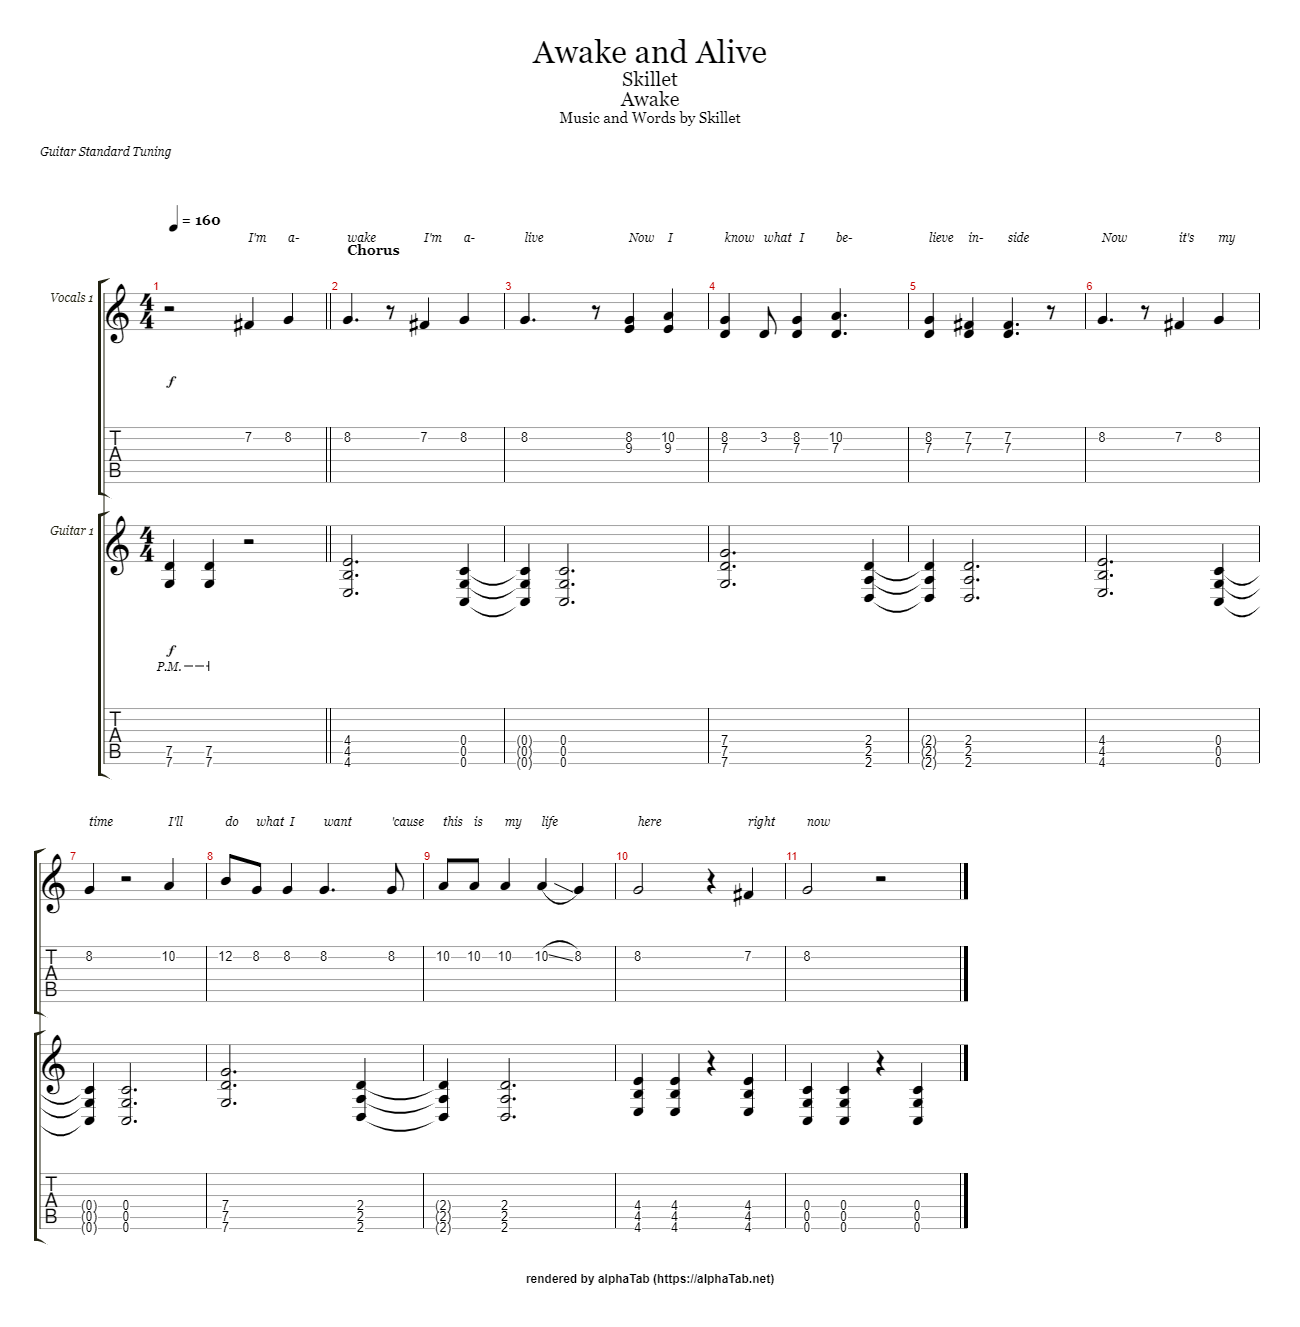 Awake and Alive
Skillet
Awake
Music and Words by Skillet
Guitar Standard Tuning
= 160
I'm a- wake I'm a- live Now I know what I be- lieve in- side Now it's my
Chorus
1 2 3 4 5 6
Vocals 1
4
4
f
T 7 8 8 7 8 8 8 10 8 3 8 10 8 7 7 8 7 8
A 9 9 7 7 7 7 7 7
B
Guitar 1
4
4
f
P.M.
T
A 4 0 (0) 0 7 2 (2) 2 4 0
B 7 7 4 0 (0) 0 7 2 (2) 2 4 0
7 7 4 0 (0) 0 7 2 (2) 2 4 0
time I'll do what I want 'cause this is my life here right now
7 8 9 10 11
T 8 10 12 8 8 8 8 10 10 10 10 8 8 7 8
A
B
T
A (0) 0 7 2 (2) 2 4 4 4 0 0 0
B (0) 0 7 2 (2) 2 4 4 4 0 0 0
(0) 0 7 2 (2) 2 4 4 4 0 0 0
rendered by alphaTab (https://alphaTab.net)